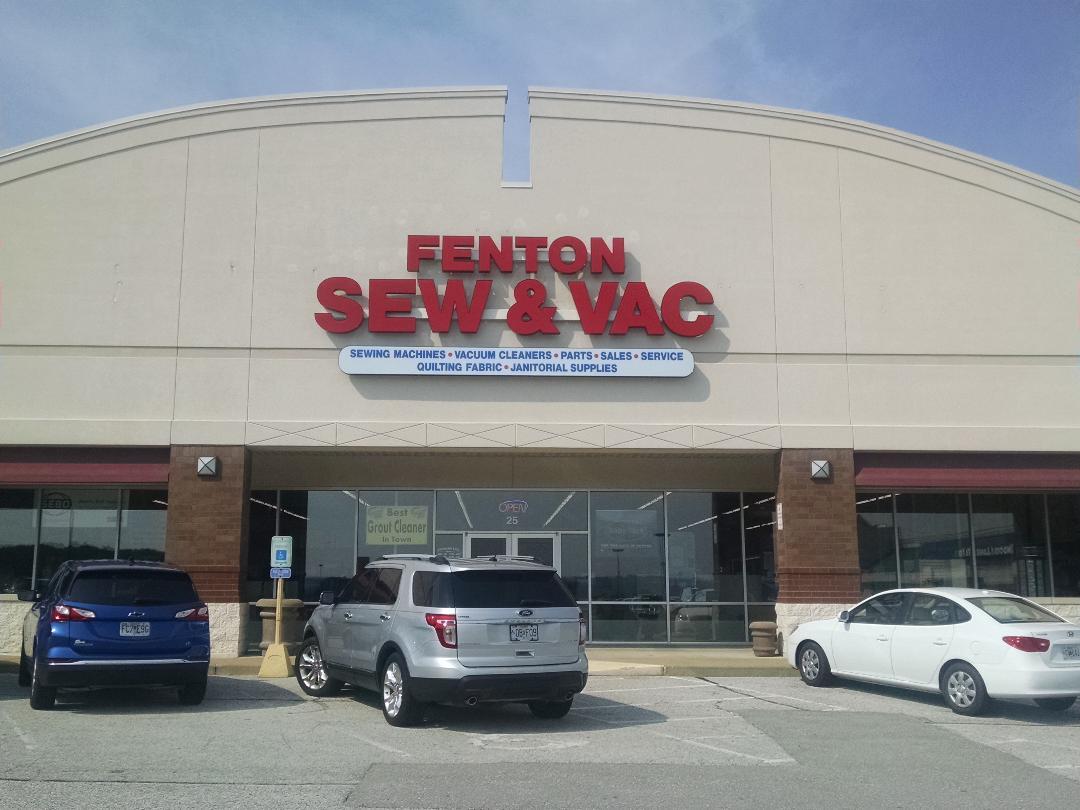 FENTON
SEW & VAC
SEWING MACHINES • VACUUM CLEANERS • PARTS • SALES • SERVICE
QUILTING FABRIC • JANITORIAL SUPPLIES
OPEN
25
Best
Grout Cleaner
In Town
SEBO